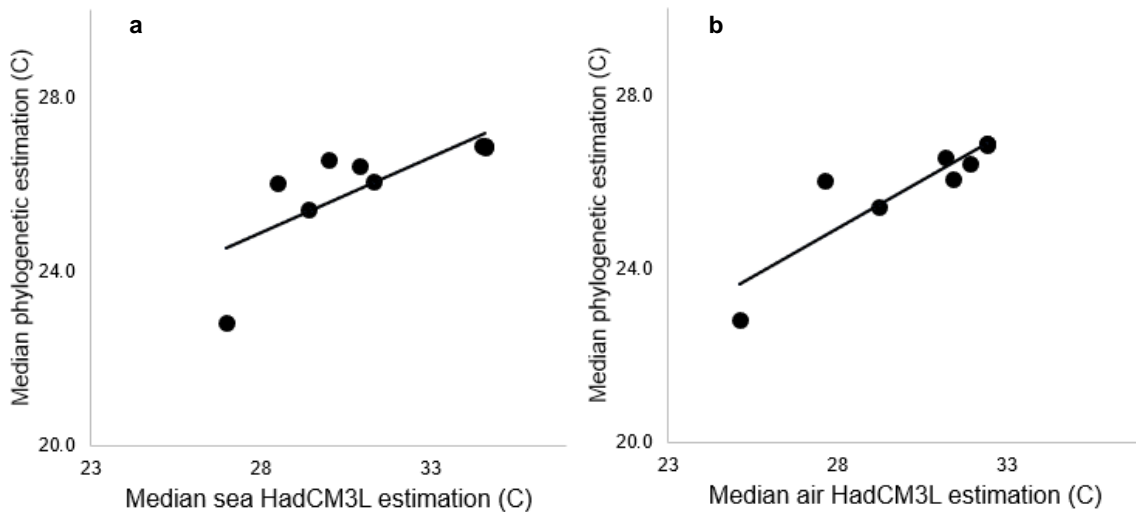 a
Median phylogenetic estimation (C)
28.0
24.0
20.0
23
28
33
Median sea HadCM3L estimation (C)
b
Median phylogenetic estimation (C)
28.0
24.0
20.0
23
28
33
Median air HadCM3L estimation (C)